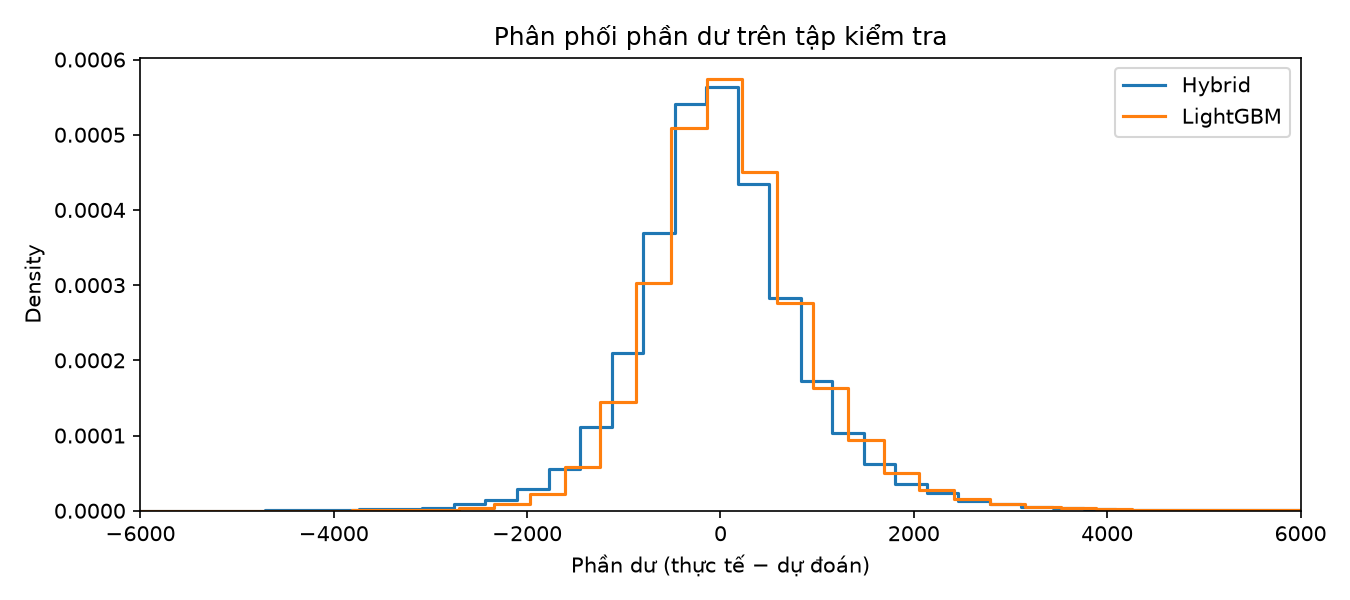 Phân phối phần dư trên tập kiểm tra
0.0006
0.0005
0.0004
0.0003
0.0002
0.0001
0.0000
Density
Hybrid
LightGBM
−6000 −4000 −2000 0 2000 4000 6000
Phần dư (thực tế − dự đoán)